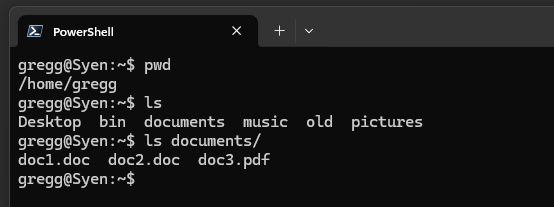 PowerShell
gregg@Syen:~$ pwd
/home/gregg
gregg@Syen:~$ ls
Desktop  bin  documents  music  old  pictures
gregg@Syen:~$ ls documents/
doc1.doc  doc2.doc  doc3.pdf
gregg@Syen:~$